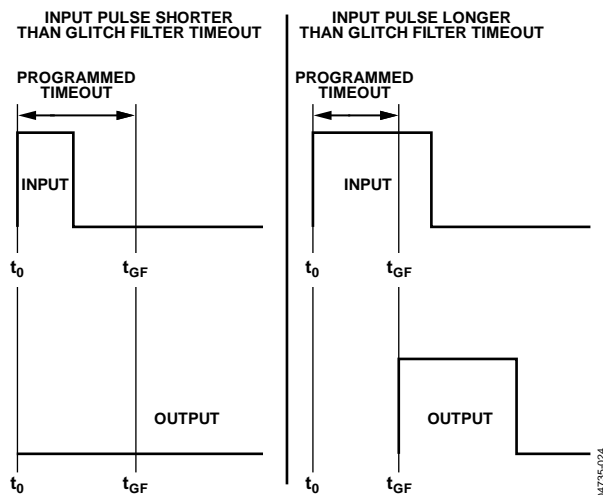 INPUT PULSE SHORTER
THAN GLITCH FILTER TIMEOUT
PROGRAMMED
TIMEOUT
INPUT
t0
tGF
OUTPUT
t0
tGF
INPUT PULSE LONGER
THAN GLITCH FILTER TIMEOUT
PROGRAMMED
TIMEOUT
INPUT
t0
tGF
OUTPUT
t0
tGF
04735-024